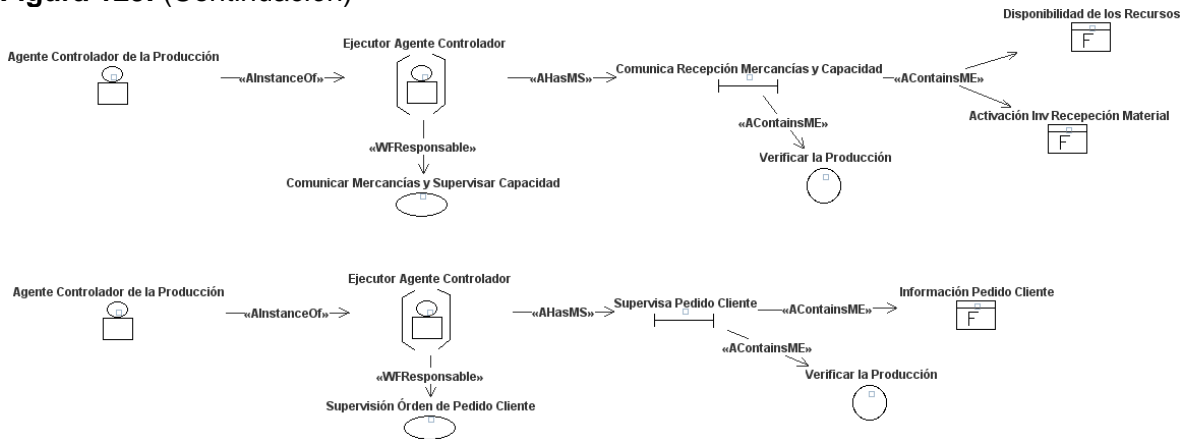 Figura (Continuación)
Disponibilidad de los Recursos
F
Agente Controlador de la Producción
Ejecutor Agente Controlador
«AInstanceOf»
«AHasMS»
Comunica Recepción Mercancías y Capacidad
«AContainsME»
Activación Inv Recepeción Material
F
«AContainsME»
Verificar la Producción
«WFResponsable»
Comunicar Mercancías y Supervisar Capacidad
Agente Controlador de la Producción
Ejecutor Agente Controlador
«AInstanceOf»
«AHasMS»
Supervisa Pedido Cliente
«AContainsME»
Información Pedido Cliente
F
«AContainsME»
Verificar la Producción
«WFResponsable»
Supervisión Órden de Pedido Cliente